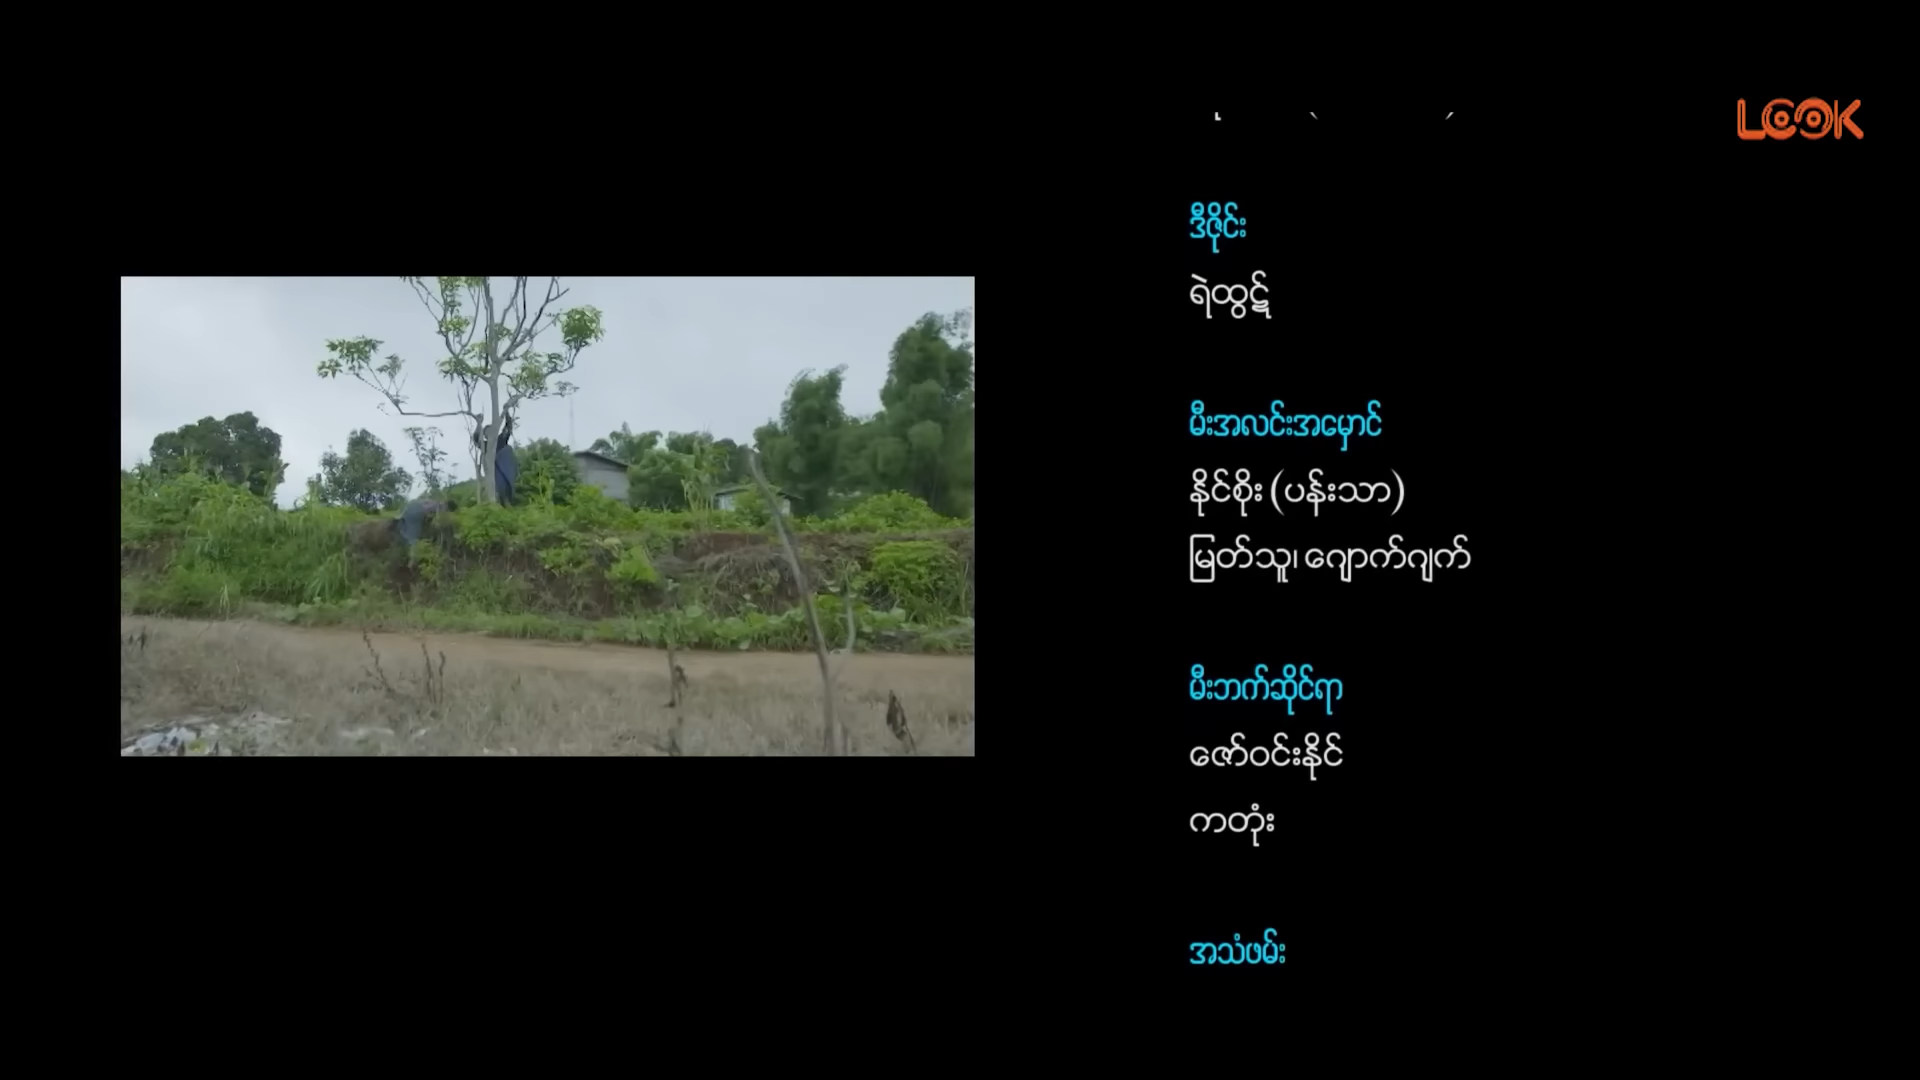 LOOK
ဒီဇိုင်း
ရဲထွဋ်
မီးအလင်းအမှောင်
နိုင်စိုး (ပန်းသာ)
မြတ်သူ၊ ဂျောက်ဂျက်
မီးဘက်ဆိုင်ရာ
ဇော်ဝင်းနိုင်
ကတုံး
အသံဖမ်း